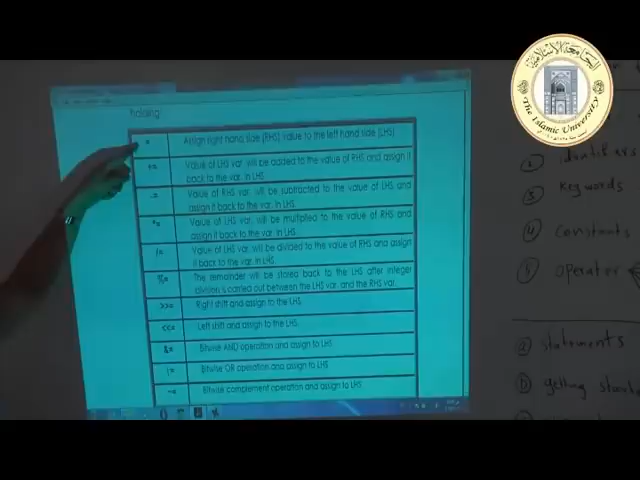 الجامعة الإسلامية
The Islamic University
holding:
= Assign right hand side (RHS) value to the left hand side (LHS)
+= Value of LHS var. will be added to the value of RHS and assign it
back to the var. in LHS
-= Value of RHS var. will be subtracted to the value of LHS and
assign it back to the var. in LHS.
*= Value of LHS var. will be multiplied to the value of RHS and
assign it back to the var. in LHS.
/= Value of LHS var. will be divided to the value of RHS and assign
it back to the var. in LHS
%= The remainder will be stored back to the LHS after integer
division is carried out between the LHS var. and the RHS var.
>>= Right shift and assign to the LHS
<<= Left shift and assign to the LHS.
&= Bitwise AND operation and assign to LHS
|= Bitwise OR operation and assign to LHS
~= Bitwise complement operation and assign to LHS
② identifiers
③ keywords
④ constants
⑤ operator
ⓐ statements
ⓑ getting